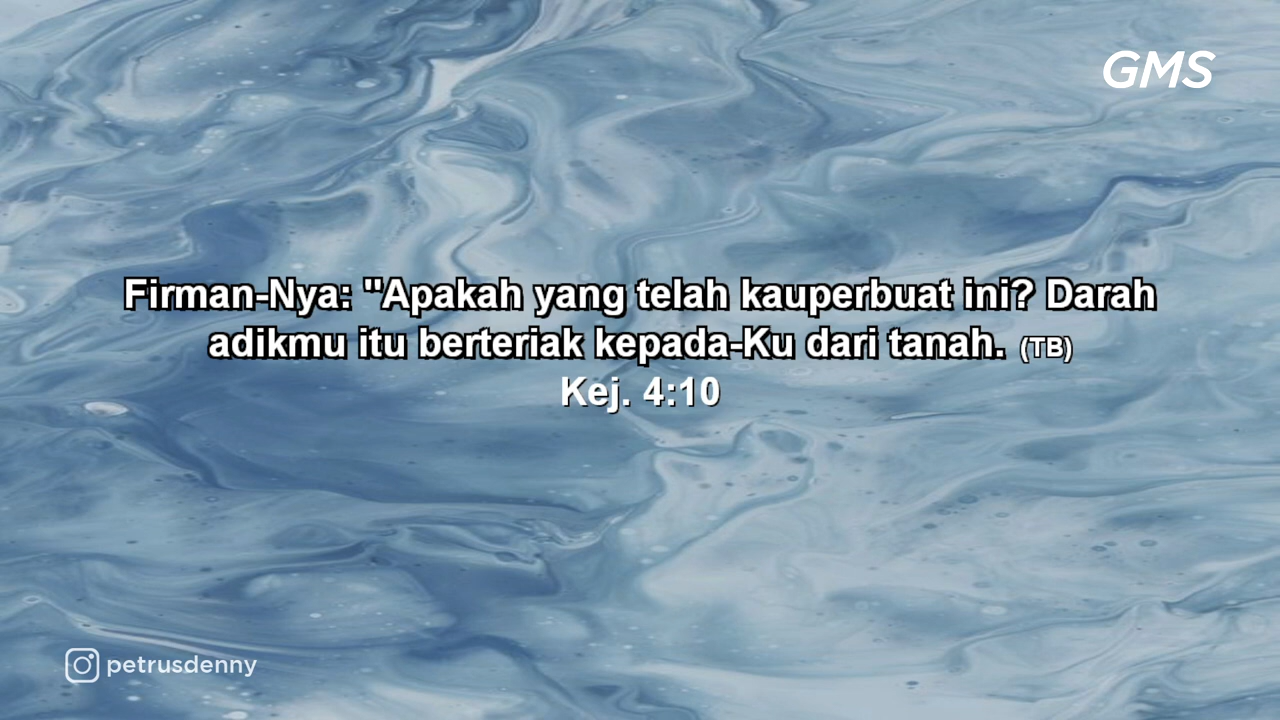 GMS
Firman-Nya: "Apakah yang telah kauperbuat ini? Darah
adikmu itu berteriak kepada-Ku dari tanah. (TB)
Kej. 4:10
petrusdenny